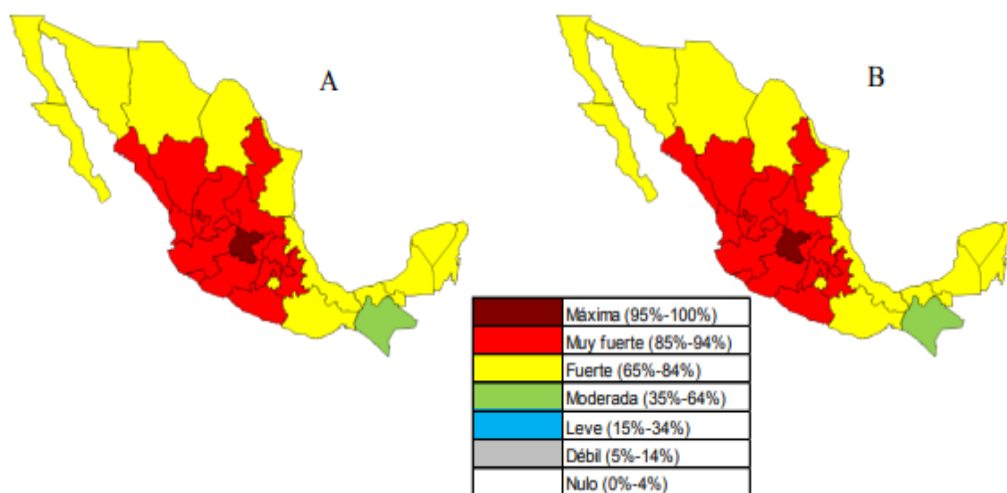 A
B
Máxima (95%-100%)
Muy fuerte (85%-94%)
Fuerte (65%-84%)
Moderada (35%-64%)
Leve (15%-34%)
Débil (5%-14%)
Nulo (0%-4%)